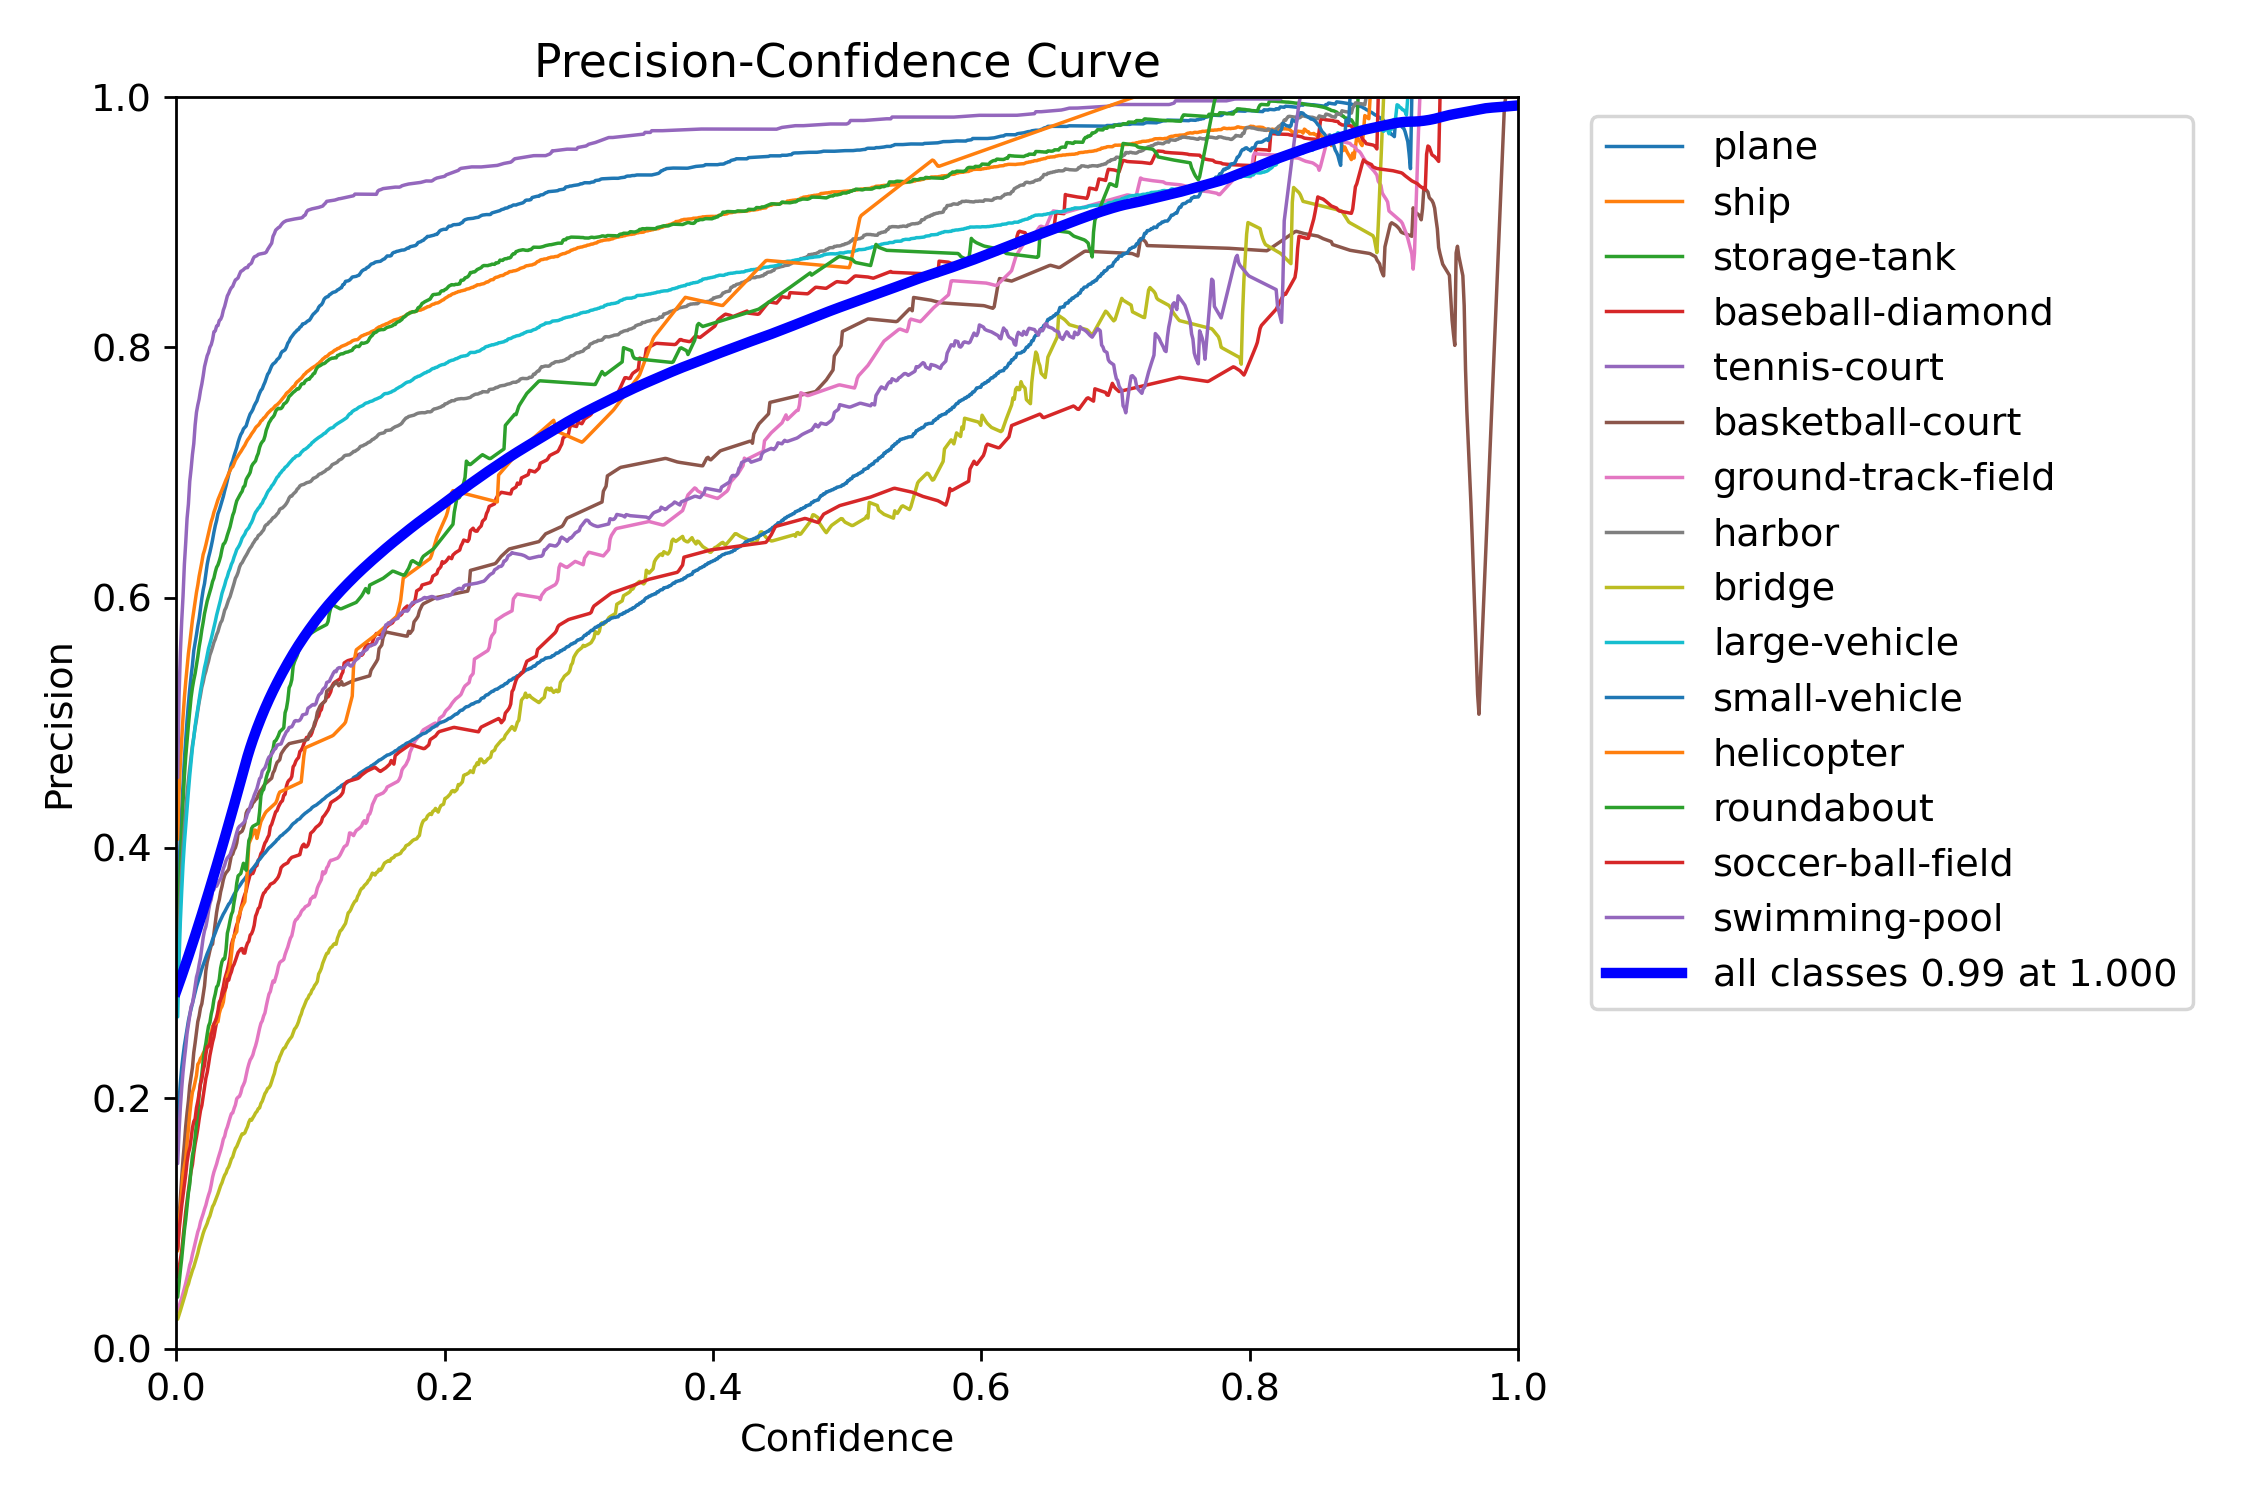 Precision-Confidence Curve
1.0
0.8
0.6
0.4
0.2
0.0
Precision
0.0 0.2 0.4 0.6 0.8 1.0
Confidence
plane
ship
storage-tank
baseball-diamond
tennis-court
basketball-court
ground-track-field
harbor
bridge
large-vehicle
small-vehicle
helicopter
roundabout
soccer-ball-field
swimming-pool
all classes 0.99 at 1.000